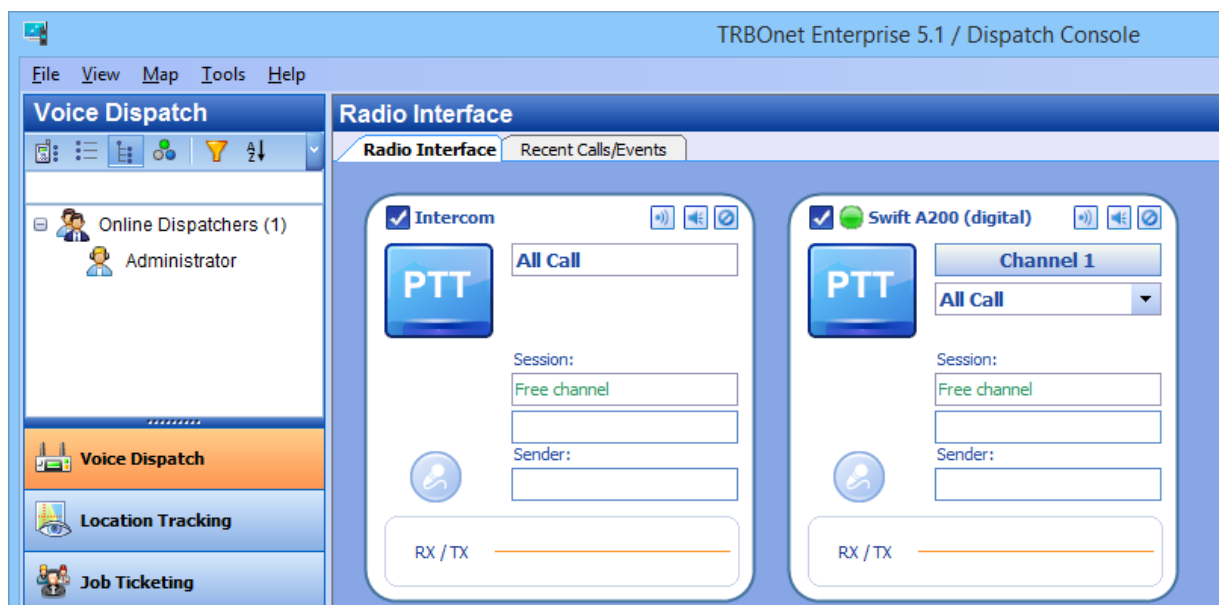 TRBOnet Enterprise 5.1 / Dispatch Console
File View Map Tools Help
Voice Dispatch
Online Dispatchers (1)
Administrator
Voice Dispatch
Location Tracking
Job Ticketing
Radio Interface
Radio Interface Recent Calls/Events
Intercom
PTT
All Call
Session:
Free channel
Sender:
RX / TX
Swift A200 (digital)
PTT
Channel 1
All Call
Session:
Free channel
Sender:
RX / TX